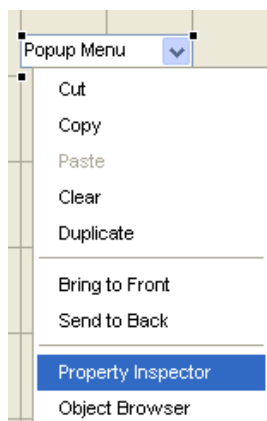 Popup Menu
Cut
Copy
Paste
Clear
Duplicate
Bring to Front
Send to Back
Property Inspector
Object Browser